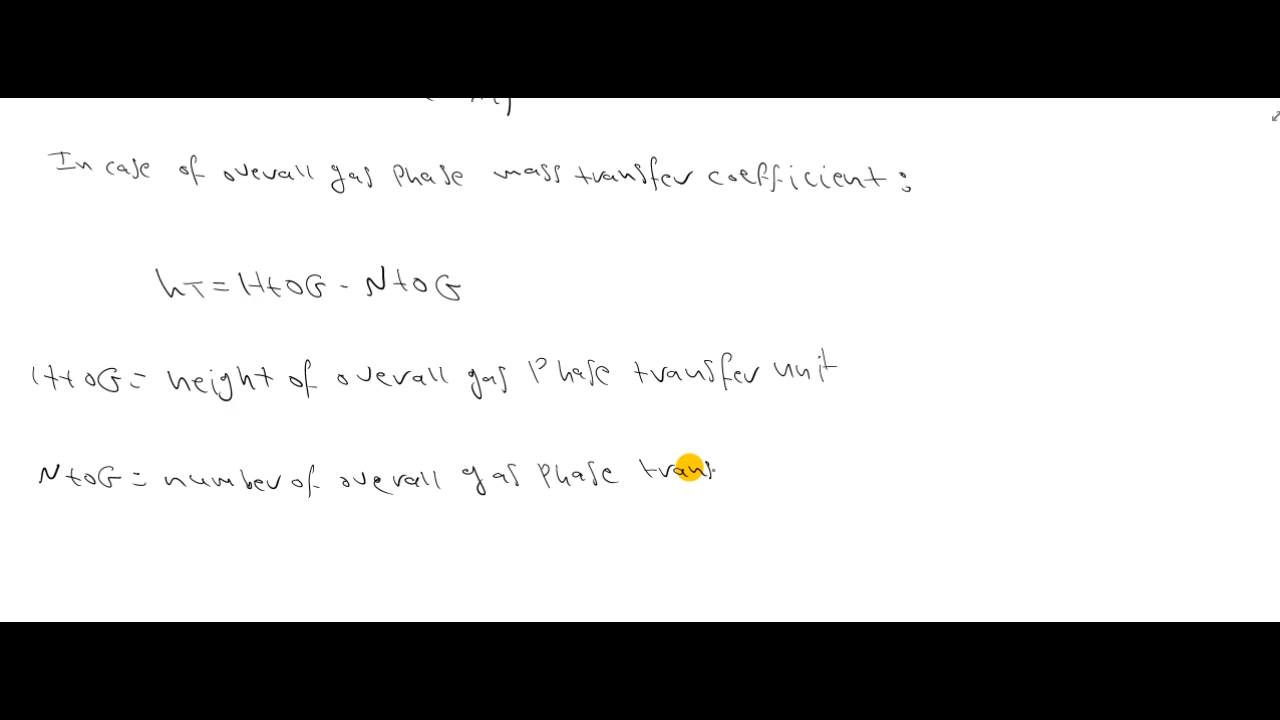 In case of overall gas Phase mass transfer coefficient:
hT = HtoG - NtoG
HtoG = height of overall gas Phase transfer unit
NtoG = number of overall gas phase trans